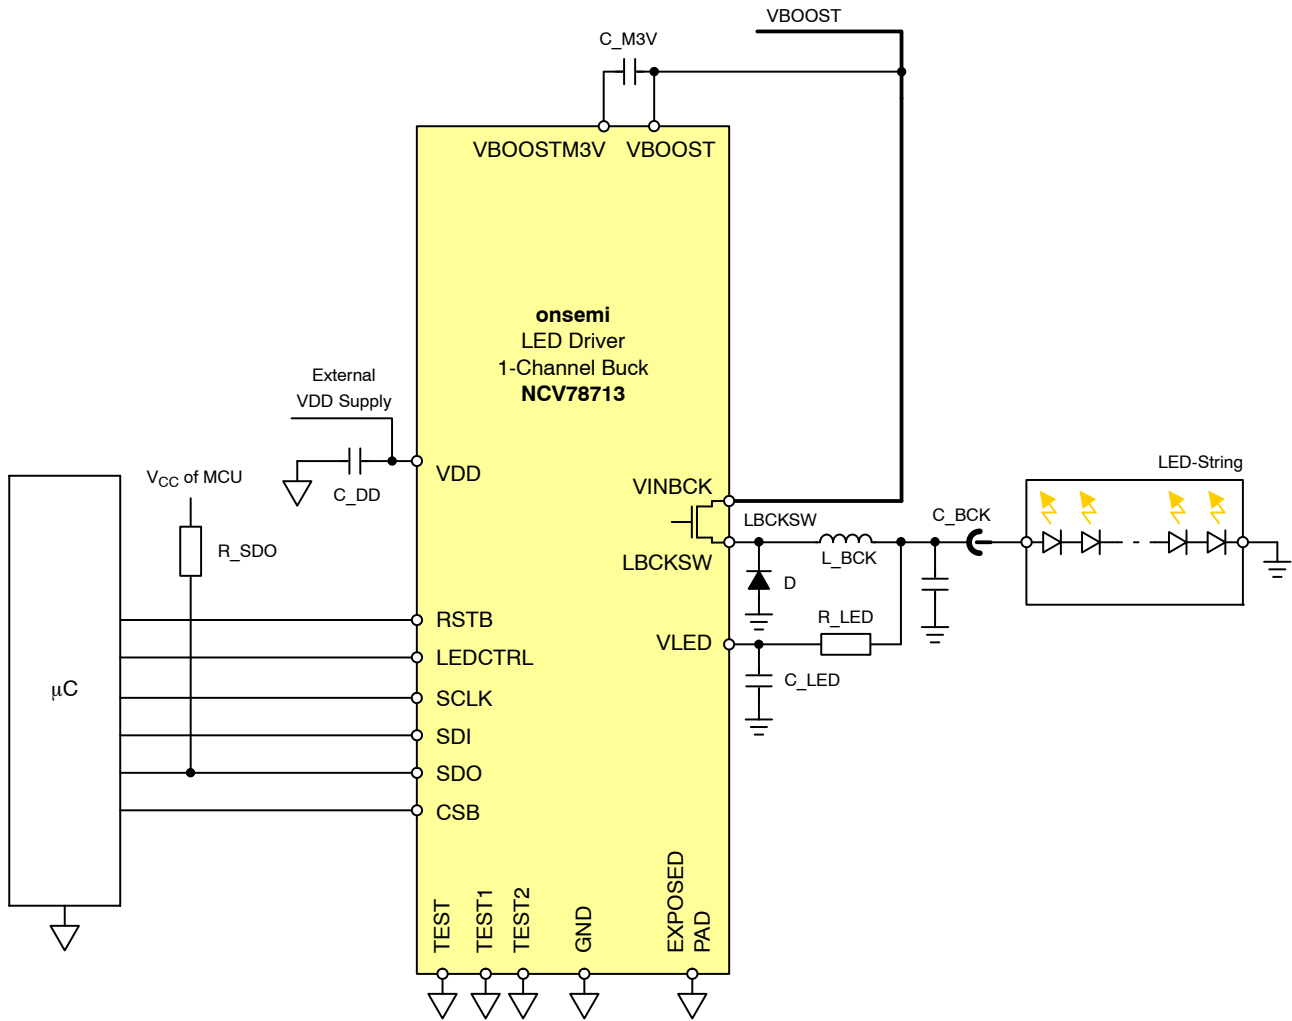 VBOOST
C_M3V
VBOOSTM3V
VBOOST
onsemi
LED Driver
1-Channel Buck
NCV78713
External
VDD Supply
VDD
C_DD
VCC of MCU
R_SDO
μC
RSTB
LEDCTRL
SCLK
SDI
SDO
CSB
VINBCK
LBCKSW
LBCKSW
L_BCK
C_BCK
LED-String
D
R_LED
VLED
C_LED
TEST
TEST1
TEST2
GND
EXPOSED
PAD